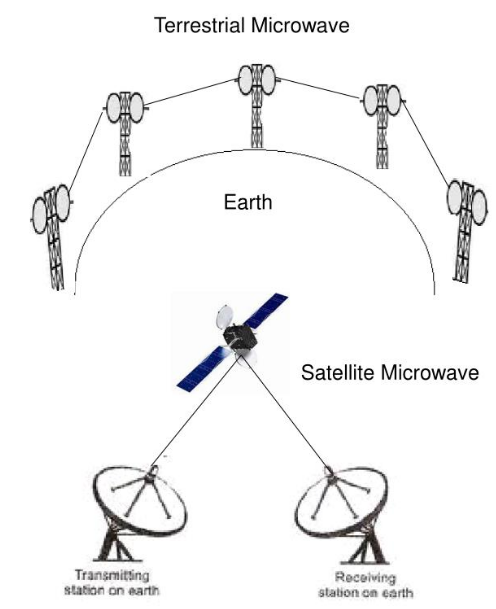 Terrestrial Microwave
Earth
Satellite Microwave
Transmitting
station on earth
Receiving
station on earth